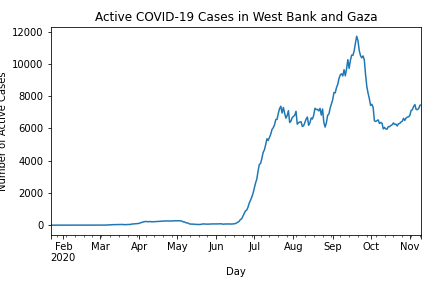 Active COVID-19 Cases in West Bank and Gaza
Number of Active Cases
12000
10000
8000
6000
4000
2000
0
Feb Mar Apr May Jun Jul Aug Sep Oct Nov
2020
Day